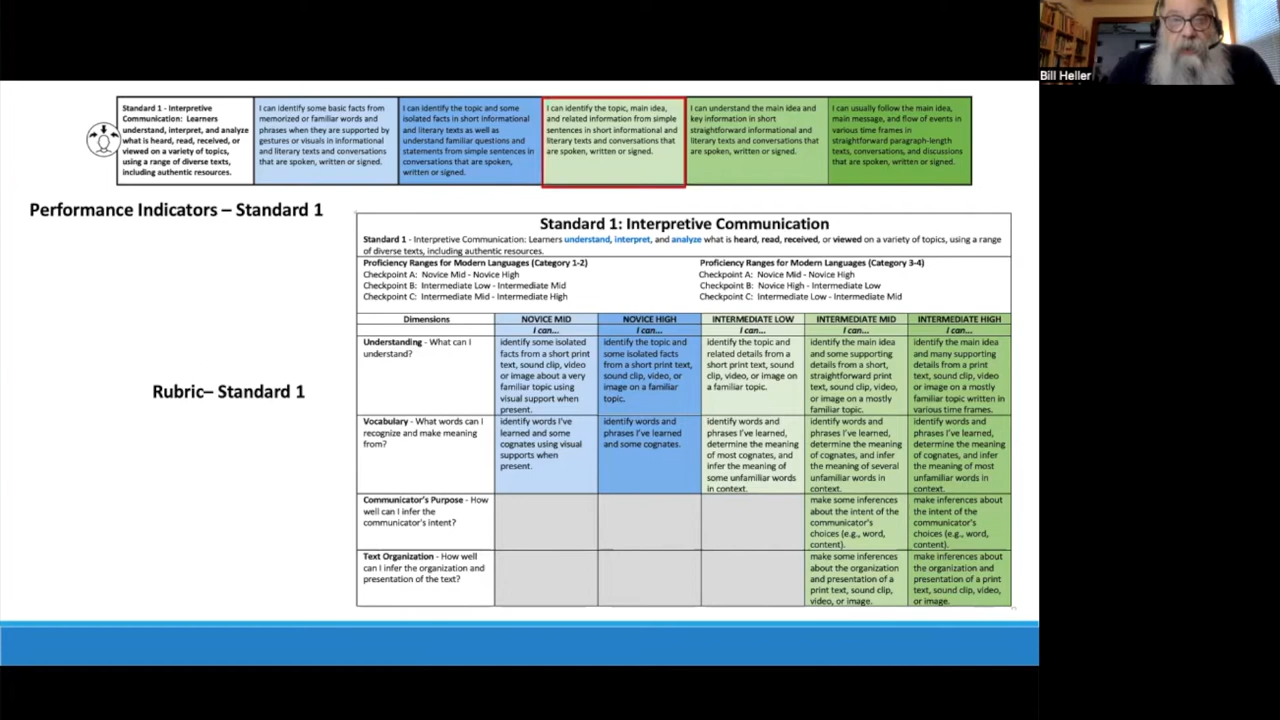 Bill Heller
Standard 1 - Interpretive
Communication: Learners
understand, interpret, and analyze
what is heard, read, received, or
viewed on a variety of topics,
using a range of diverse texts,
including authentic resources.
I can identify some basic facts from
memorized or familiar words and
phrases when they are supported by
gestures or visuals in informational
and literary texts and conversations
that are spoken, written or signed.
I can identify the topic and some
isolated facts in short informational
and literary texts as well as
understand familiar questions and
statements from simple sentences in
conversations that are spoken,
written or signed.
I can identify the topic, main idea,
and related information from simple
sentences in short informational and
literary texts and conversations that
are spoken, written or signed.
I can understand the main idea and
key information in short
straightforward informational and
literary texts and conversations that
are spoken, written or signed.
I can usually follow the main idea,
main message, and flow of events in
various time frames in
straightforward paragraph-length
texts, conversations, and discussions
that are spoken, written or signed.
Performance Indicators – Standard 1
Rubric– Standard 1
Standard 1: Interpretive Communication
Standard 1 - Interpretive Communication: Learners understand, interpret, and analyze what is heard, read, received, or viewed on a variety of topics, using a range
of diverse texts, including authentic resources.
Proficiency Ranges for Modern Languages (Category 1-2)
Checkpoint A: Novice Mid - Novice High
Checkpoint B: Intermediate Low - Intermediate Mid
Checkpoint C: Intermediate Mid - Intermediate High
Proficiency Ranges for Modern Languages (Category 3-4)
Checkpoint A: Novice Mid - Novice High
Checkpoint B: Novice High - Intermediate Low
Checkpoint C: Intermediate Low - Intermediate Mid
Dimensions
NOVICE MID
NOVICE HIGH
INTERMEDIATE LOW
INTERMEDIATE MID
INTERMEDIATE HIGH
I can...
I can...
I can...
I can...
I can...
Understanding - What can I
understand?
identify some isolated
facts from a short print
text, sound clip, video
or image about a very
familiar topic using
visual support when
present.
identify the topic and
some isolated facts
from a short print text,
sound clip, video, or
image on a familiar
topic.
identify the topic and
related details from a
short print text, sound
clip, video, or image on
a familiar topic.
identify the main idea
and some supporting
details from a short,
straightforward print
text, sound clip, video,
or image on a mostly
familiar topic.
identify the main idea
and many supporting
details from a print
text, sound clip, video,
or image on a mostly
familiar topic written in
various time frames.
Vocabulary - What words can I
recognize and make meaning
from?
identify words I've
learned and some
cognates using visual
supports when
present.
identify words and
phrases I've learned
and some cognates.
identify words and
phrases I've learned,
determine the meaning
of most cognates, and
infer the meaning of
some unfamiliar words
in context.
identify words and
phrases I've learned,
determine the meaning
of cognates, and infer
the meaning of several
unfamiliar words in
context.
identify words and
phrases I've learned,
determine the meaning
of cognates, and infer
the meaning of most
unfamiliar words in
context.
Communicator's Purpose - How
well can I infer the
communicator's intent?
make some inferences
about the intent of the
communicator's
choices (e.g., word,
content).
make inferences about
the intent of the
communicator's
choices (e.g., word,
content).
Text Organization - How well
can I infer the organization and
presentation of the text?
make some inferences
about the organization
and presentation of a
print text, sound clip,
video, or image.
make inferences about
the organization and
presentation of a print
text, sound clip, video,
or image.